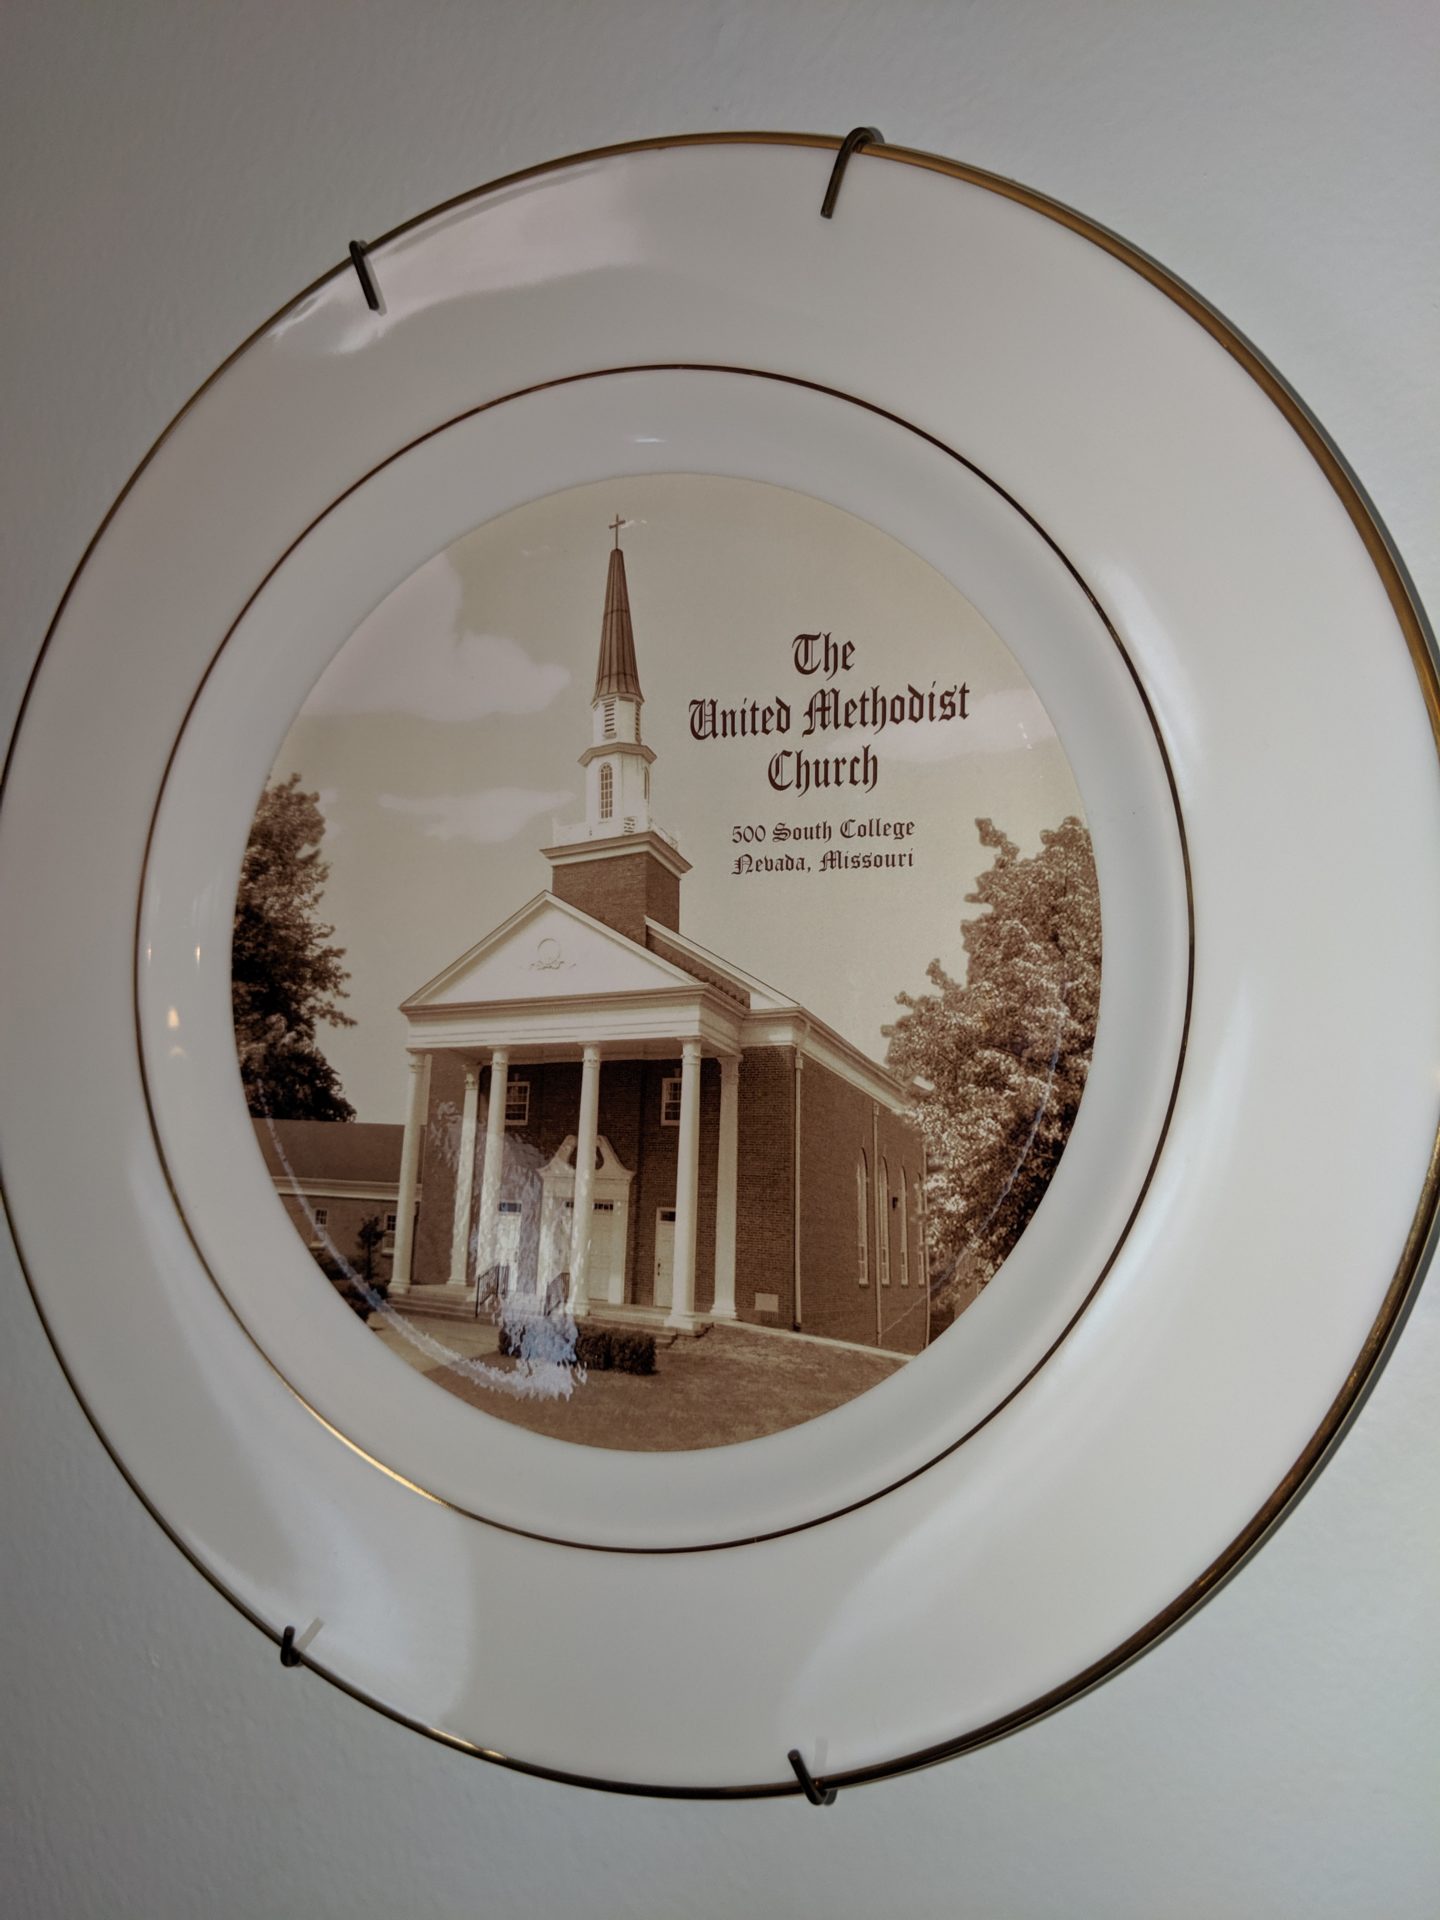 The
United Methodist
Church
500 South College
Nevada, Missouri